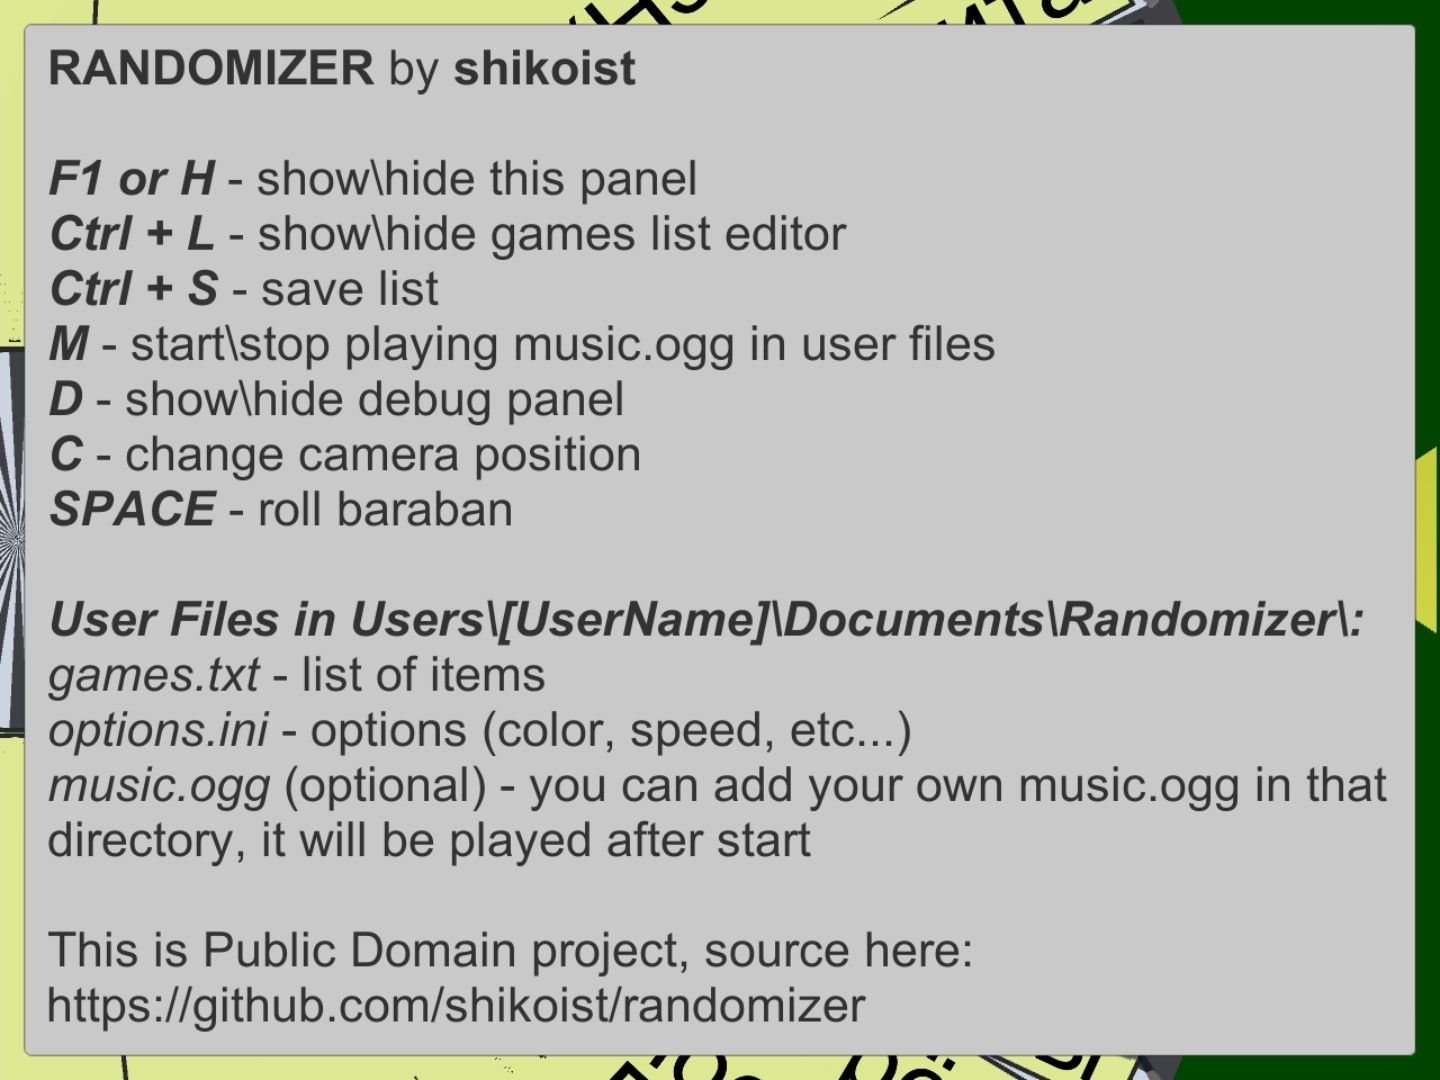 RANDOMIZER by shikoist
F1 or H - show\hide this panel
Ctrl + L - show\hide games list editor
Ctrl + S - save list
M - start\stop playing music.ogg in user files
D - show\hide debug panel
C - change camera position
SPACE - roll baraban
User Files in Users\[UserName]\Documents\Randomizer\:
games.txt - list of items
options.ini - options (color, speed, etc...)
music.ogg (optional) - you can add your own music.ogg in that
directory, it will be played after start
This is Public Domain project, source here:
https://github.com/shikoist/randomizer